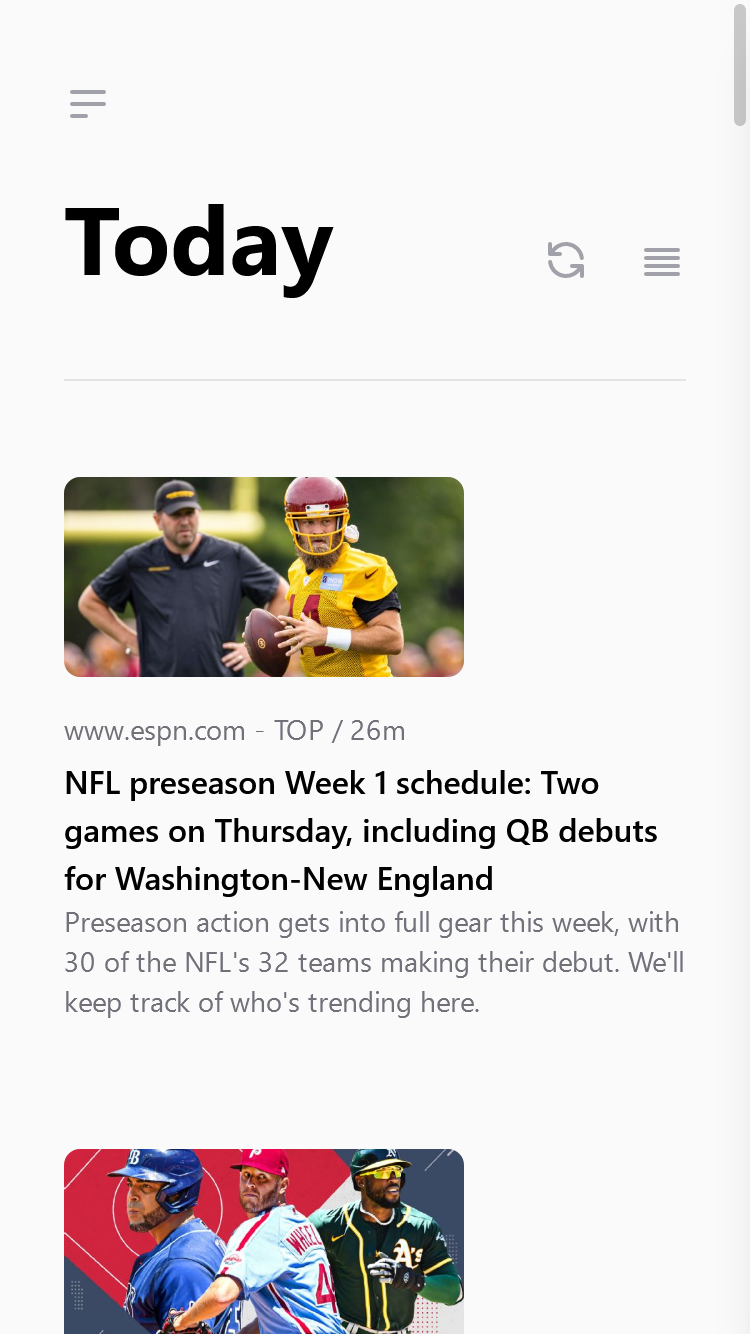 Today
www.espn.com - TOP / 26m
NFL preseason Week 1 schedule: Two
games on Thursday, including QB debuts
for Washington-New England
Preseason action gets into full gear this week, with
30 of the NFL's 32 teams making their debut. We'll
keep track of who's trending here.
WHEEL
4
A's